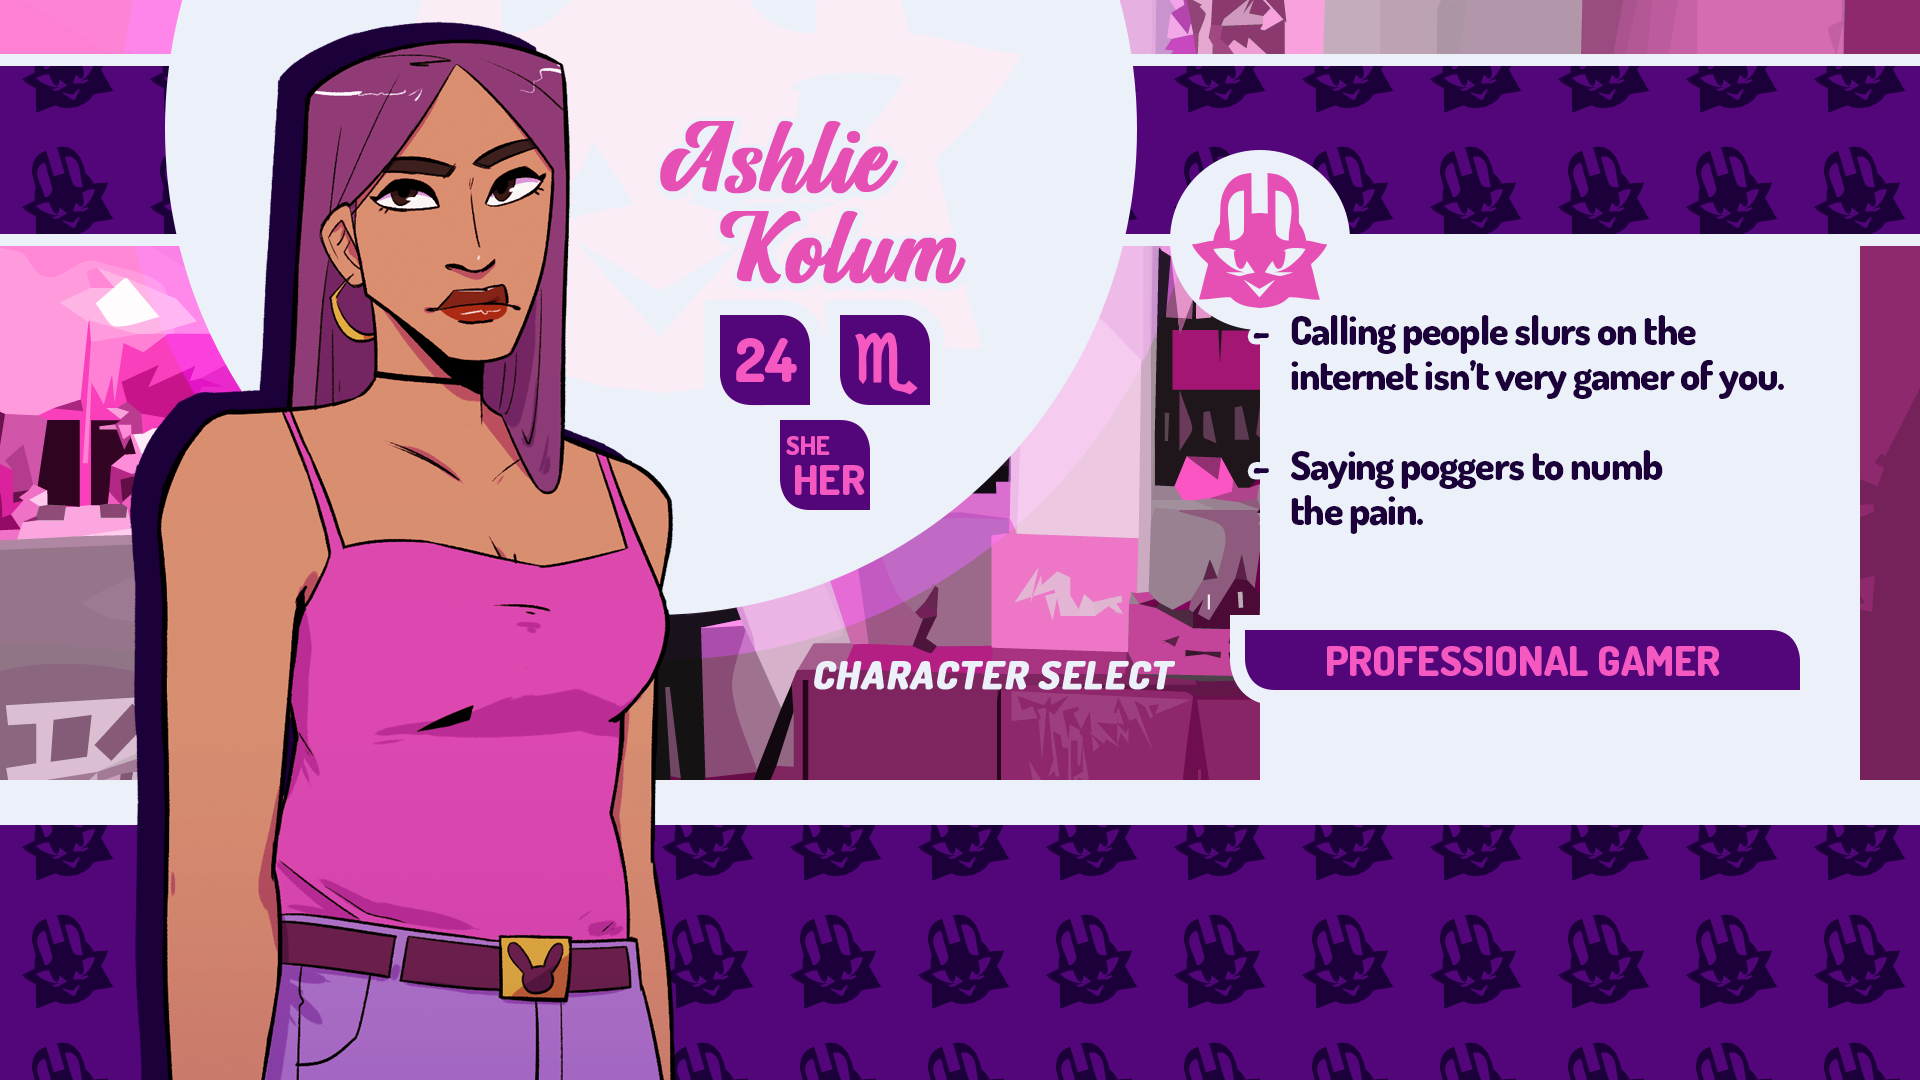 Ashlie
Kolum
24
♏
SHE
HER
- Calling people slurs on the
internet isn't very gamer of you.
- Saying poggers to numb
the pain.
PROFESSIONAL GAMER
CHARACTER SELECT